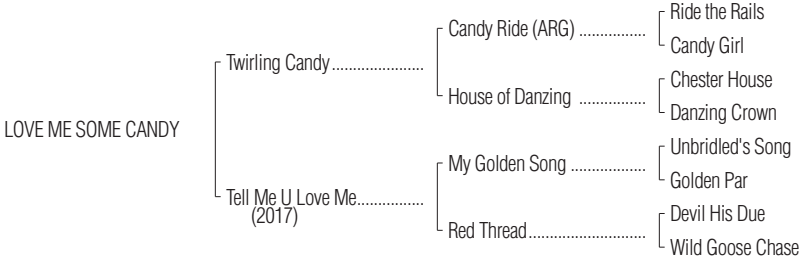 Ride the Rails
Candy Ride (ARG) ................
Candy Girl
Twirling Candy ......................
Chester House
House of Danzing ................
Danzing Crown
LOVE ME SOME CANDY
Unbridled's Song
My Golden Song ..................
Golden Par
Tell Me U Love Me................
(2017)
Devil His Due
Red Thread............................
Wild Goose Chase